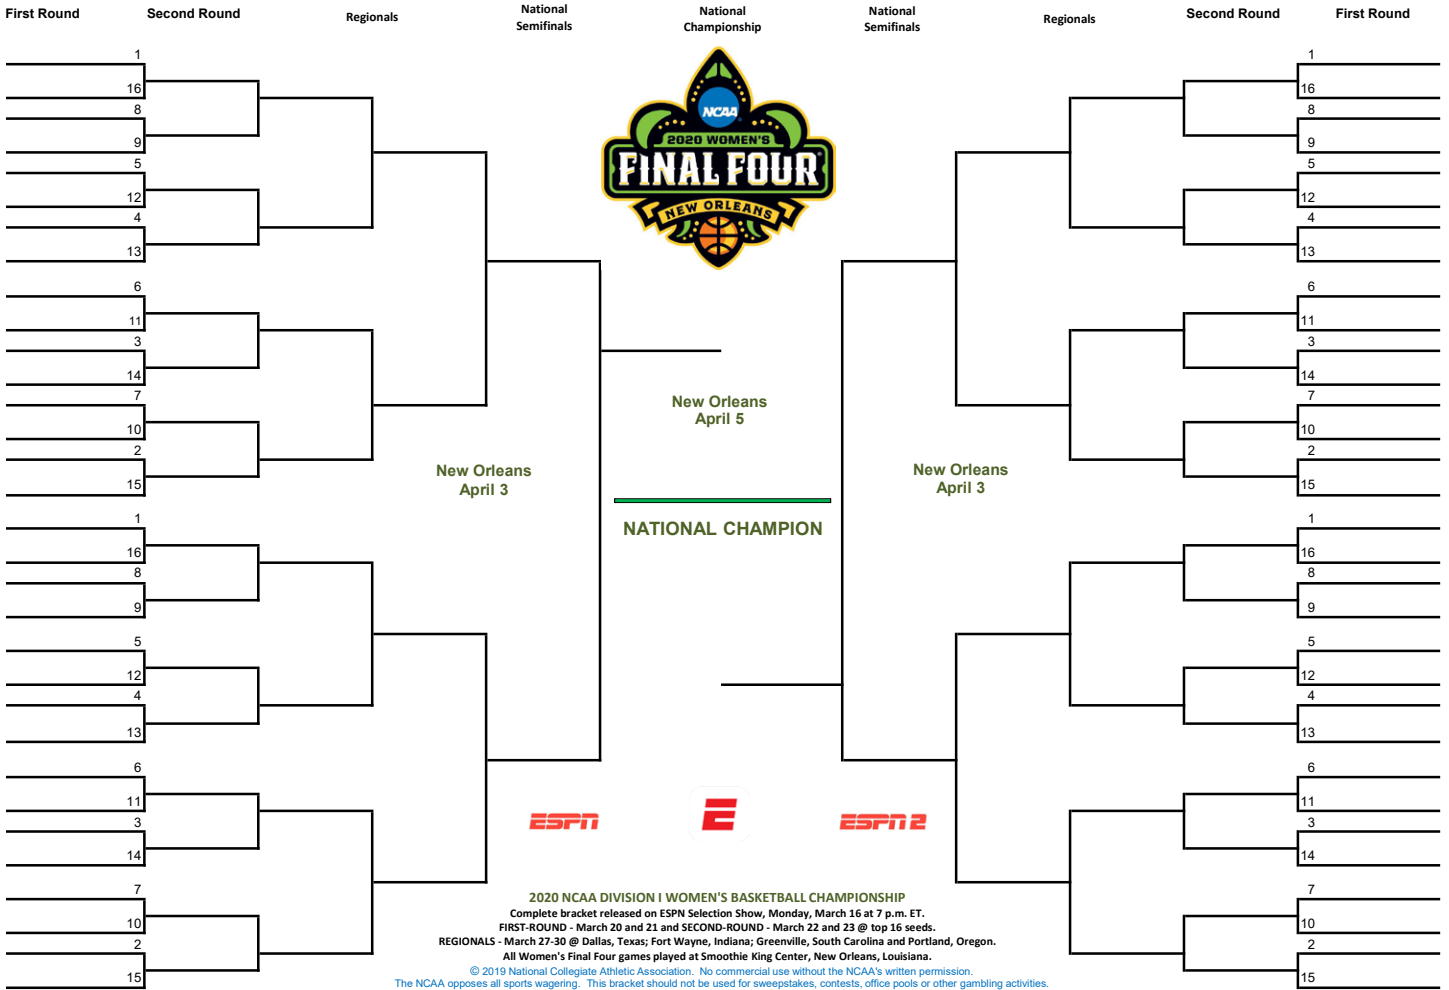 First Round
Second Round
Regionals
National
Semifinals
National
Championship
National
Semifinals
Regionals
Second Round
First Round
NCAA
2020 WOMEN'S
FINAL FOUR
NEW ORLEANS
1
16
8
9
5
12
4
13
6
11
3
14
7
10
2
15
1
16
8
9
5
12
4
13
6
11
3
14
7
10
2
15
New Orleans
April 3
New Orleans
April 5
NATIONAL CHAMPION
New Orleans
April 3
1
16
8
9
5
12
4
13
6
11
3
14
7
10
2
15
1
16
8
9
5
12
4
13
6
11
3
14
7
10
2
15
ESPN
E
ESPN 2
2020 NCAA DIVISION I WOMEN'S BASKETBALL CHAMPIONSHIP
Complete bracket released on ESPN Selection Show, Monday, March 16 at 7 p.m. ET.
FIRST-ROUND - March 20 and 21 and SECOND-ROUND - March 22 and 23 @ top 16 seeds.
REGIONALS - March 27-30 @ Dallas, Texas; Fort Wayne, Indiana; Greenville, South Carolina and Portland, Oregon.
All Women's Final Four games played at Smoothie King Center, New Orleans, Louisiana.
© 2019 National Collegiate Athletic Association.  No commercial use without the NCAA's written permission.
The NCAA opposes all sports wagering.  This bracket should not be used for sweepstakes, contests, office pools or other gambling activities.